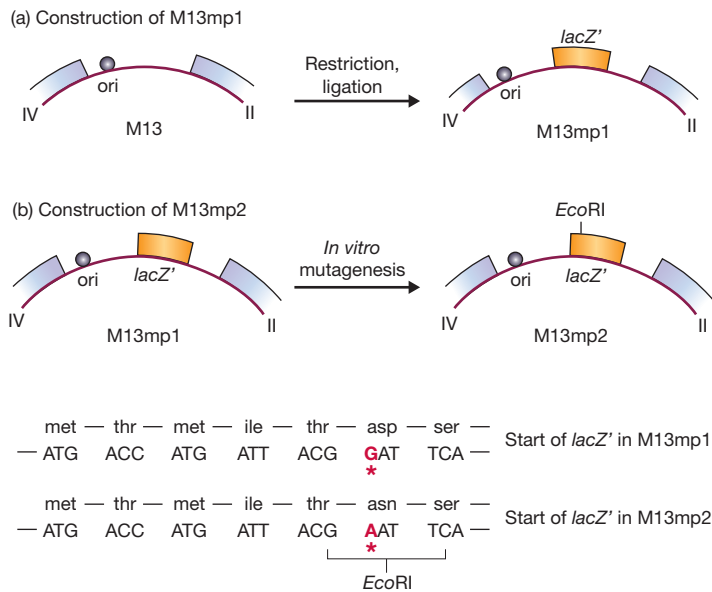 (a) Construction of M13mp1
lacZ'
Restriction,
ligation
ori
ori
IV
II
IV
II
M13
M13mp1
(b) Construction of M13mp2
EcoRI
In vitro
mutagenesis
ori
lacZ'
ori
lacZ'
IV
II
IV
II
M13mp1
M13mp2
met — thr — met — ile — thr — asp — ser —
— ATG ACC ATG ATT ACG GAT TCA —
*
Start of lacZ' in M13mp1
met — thr — met — ile — thr — asn — ser —
— ATG ACC ATG ATT ACG AAT TCA —
*
Start of lacZ' in M13mp2
EcoRI